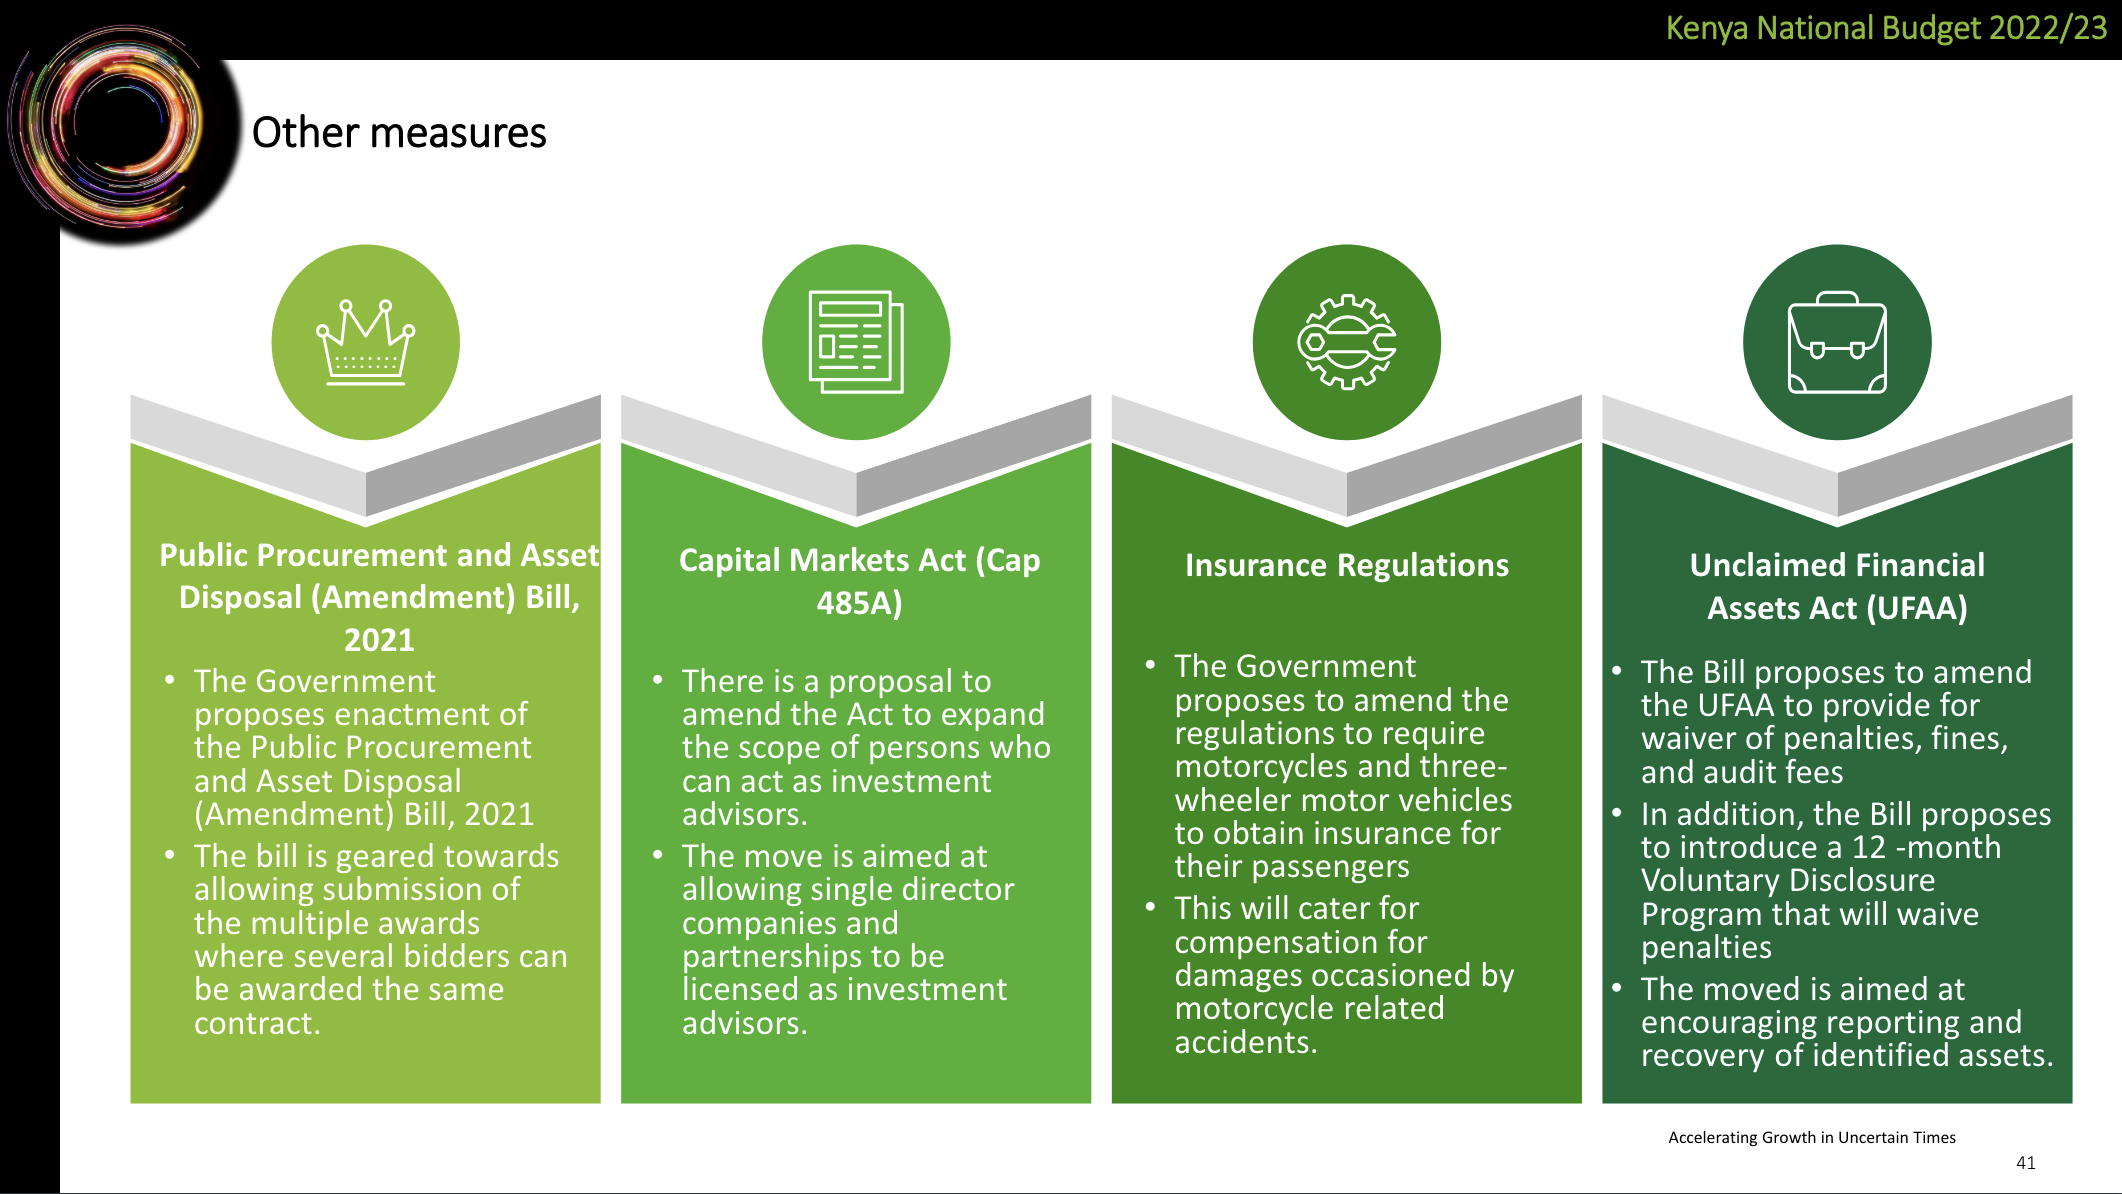 Kenya National Budget 2022/23
Other measures
Public Procurement and Asset
Disposal (Amendment) Bill,
2021
• The Government
proposes enactment of
the Public Procurement
and Asset Disposal
(Amendment) Bill, 2021
• The bill is geared towards
allowing submission of
the multiple awards
where several bidders can
be awarded the same
contract.
Capital Markets Act (Cap
485A)
• There is a proposal to
amend the Act to expand
the scope of persons who
can act as investment
advisors.
• The move is aimed at
allowing single director
companies and
partnerships to be
licensed as investment
advisors.
Insurance Regulations
• The Government
proposes to amend the
regulations to require
motorcycles and three-
wheeler motor vehicles
to obtain insurance for
their passengers
• This will cater for
compensation for
damages occasioned by
motorcycle related
accidents.
Unclaimed Financial
Assets Act (UFAA)
• The Bill proposes to amend
the UFAA to provide for
waiver of penalties, fines,
and audit fees
• In addition, the Bill proposes
to introduce a 12 -month
Voluntary Disclosure
Program that will waive
penalties
• The moved is aimed at
encouraging reporting and
recovery of identified assets.
Accelerating Growth in Uncertain Times
41